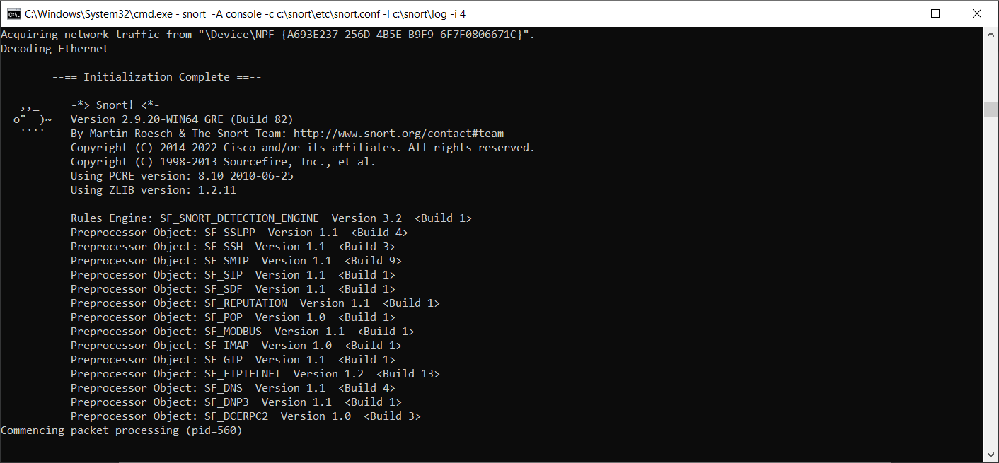 C:\Windows\System32\cmd.exe - snort  -A console -c c:\snort\etc\snort.conf -l c:\snort\log -i 4
Acquiring network traffic from "\Device\NPF_{A693E237-256D-4B5E-B9F9-6F7F0806671C}".
Decoding Ethernet
--== Initialization Complete ==--
,,_     -*> Snort! <*-
o"  )~   Version 2.9.20-WIN64 GRE (Build 82)
''''    By Martin Roesch & The Snort Team: http://www.snort.org/contact#team
Copyright (C) 2014-2022 Cisco and/or its affiliates. All rights reserved.
Copyright (C) 1998-2013 Sourcefire, Inc., et al.
Using PCRE version: 8.10 2010-06-25
Using ZLIB version: 1.2.11
Rules Engine: SF_SNORT_DETECTION_ENGINE  Version 3.2  <Build 1>
Preprocessor Object: SF_SSLPP  Version 1.1  <Build 4>
Preprocessor Object: SF_SSH  Version 1.1  <Build 3>
Preprocessor Object: SF_SMTP  Version 1.1  <Build 9>
Preprocessor Object: SF_SIP  Version 1.1  <Build 1>
Preprocessor Object: SF_SDF  Version 1.1  <Build 1>
Preprocessor Object: SF_REPUTATION  Version 1.1  <Build 1>
Preprocessor Object: SF_POP  Version 1.0  <Build 1>
Preprocessor Object: SF_MODBUS  Version 1.1  <Build 1>
Preprocessor Object: SF_IMAP  Version 1.0  <Build 1>
Preprocessor Object: SF_GTP  Version 1.1  <Build 1>
Preprocessor Object: SF_FTPTELNET  Version 1.2  <Build 13>
Preprocessor Object: SF_DNS  Version 1.1  <Build 4>
Preprocessor Object: SF_DNP3  Version 1.1  <Build 1>
Preprocessor Object: SF_DCERPC2  Version 1.0  <Build 3>
Commencing packet processing (pid=560)